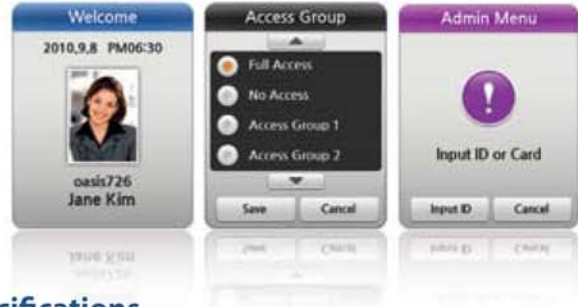 Welcome
2010,9,8 PM06:30
oasis726
Jane Kim
Access Group
Full Access
No Access
Access Group 1
Access Group 2
Save Cancel
Admin Menu
Input ID or Card
Input ID Cancel
cifications